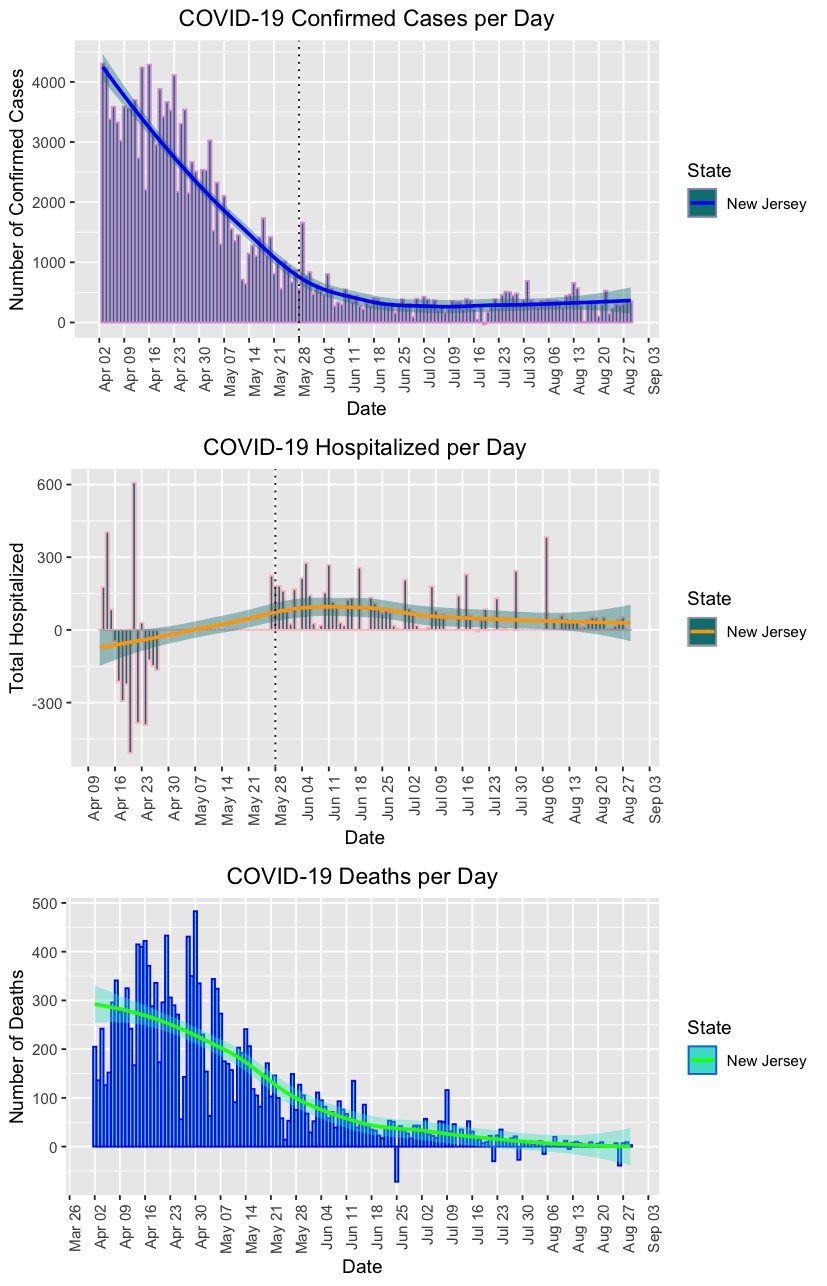 COVID-19 Confirmed Cases per Day
Number of Confirmed Cases
4000
3000
2000
1000
0
Apr 02
Apr 09
Apr 16
Apr 23
Apr 30
May 07
May 14
May 21
May 28
Jun 04
Jun 11
Jun 18
Jun 25
Jul 02
Jul 09
Jul 16
Jul 23
Jul 30
Aug 06
Aug 13
Aug 20
Aug 27
Sep 03
Date
State
New Jersey
COVID-19 Hospitalized per Day
Total Hospitalized
600
300
0
-300
Apr 09
Apr 16
Apr 23
Apr 30
May 07
May 14
May 21
May 28
Jun 04
Jun 11
Jun 18
Jun 25
Jul 02
Jul 09
Jul 16
Jul 23
Jul 30
Aug 06
Aug 13
Aug 20
Aug 27
Sep 03
Date
State
New Jersey
COVID-19 Deaths per Day
Number of Deaths
500
400
300
200
100
0
Mar 26
Apr 02
Apr 09
Apr 16
Apr 23
Apr 30
May 07
May 14
May 21
May 28
Jun 04
Jun 11
Jun 18
Jun 25
Jul 02
Jul 09
Jul 16
Jul 23
Jul 30
Aug 06
Aug 13
Aug 20
Aug 27
Sep 03
Date
State
New Jersey